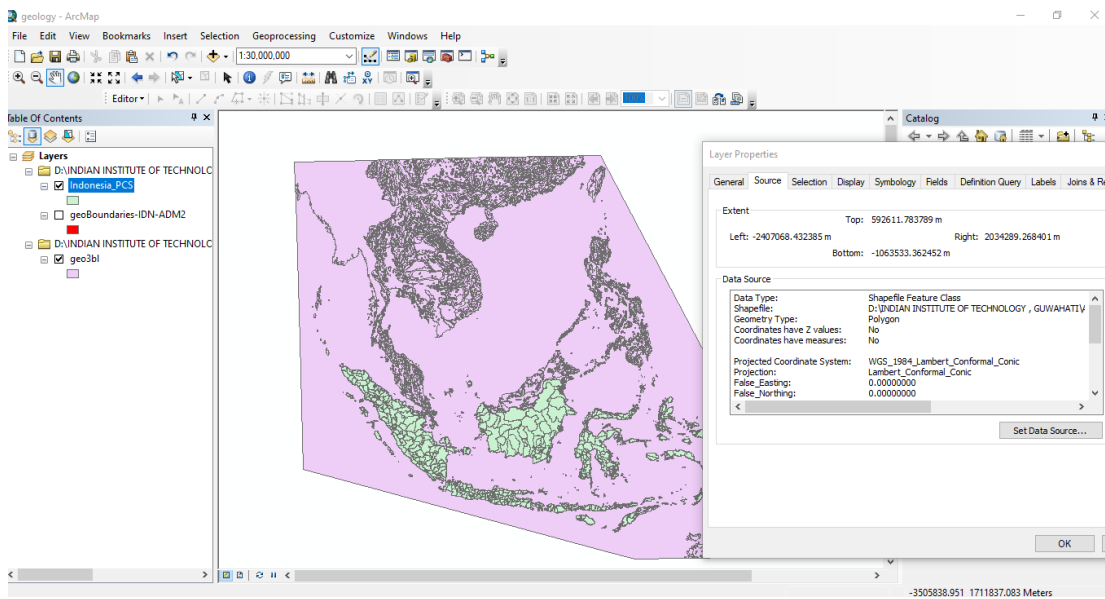 geology - ArcMap
File Edit View Bookmarks Insert Selection Geoprocessing Customize Windows Help
1:30,000,000
Editor
Table Of Contents
Catalog
Layers
D:\INDIAN INSTITUTE OF TECHNOLC
Indonesia_PCS
geoBoundaries-IDN-ADM2
D:\INDIAN INSTITUTE OF TECHNOLC
geo3bl
Layer Properties
General Source Selection Display Symbology Fields Definition Query Labels Joins & Re
Extent
Top: 592611.783789 m
Left: -2407068.432385 m Right: 2034289.268401 m
Bottom: -1063533.362452 m
Data Source
Data Type: Shapefile Feature Class
Shapefile: D:\INDIAN INSTITUTE OF TECHNOLOGY , GUWAHATI\
Geometry Type: Polygon
Coordinates have Z values: No
Coordinates have measures: No
Projected Coordinate System: WGS_1984_Lambert_Conformal_Conic
Projection: Lambert_Conformal_Conic
False_Easting: 0.00000000
False_Northing: 0.00000000
Set Data Source...
OK
-3505838.951 1711837.083 Meters